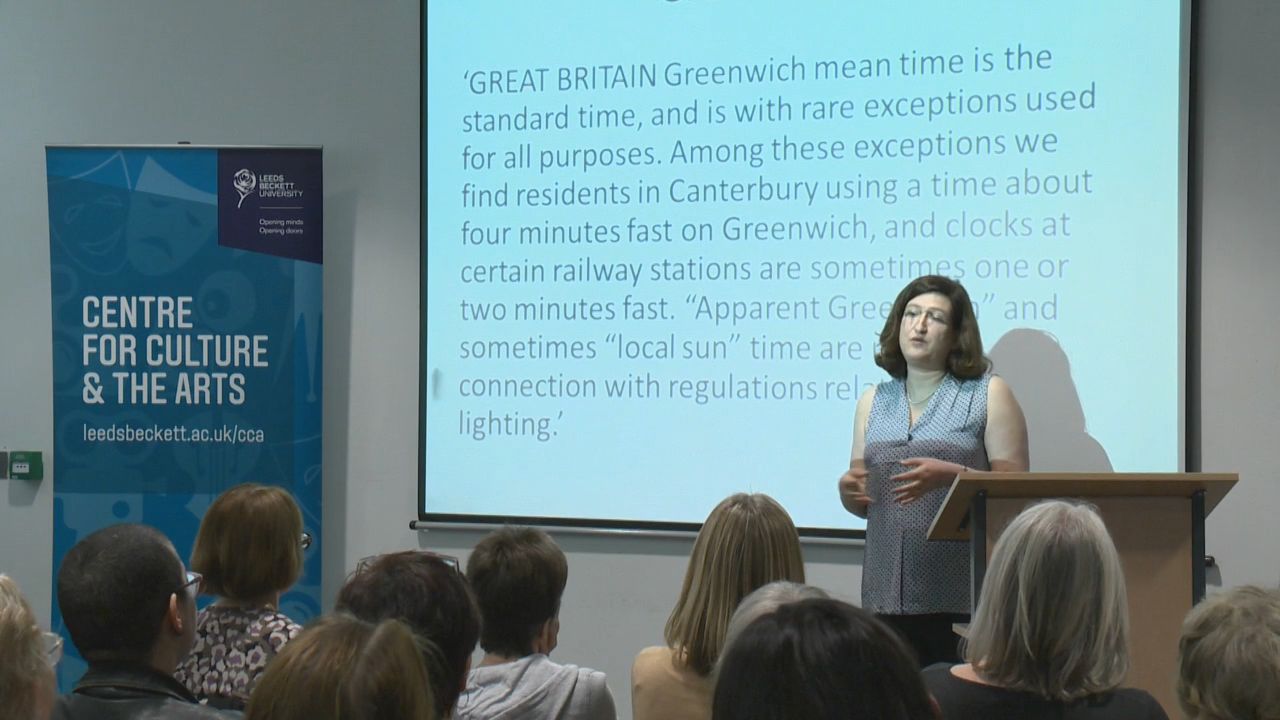 ‘GREAT BRITAIN Greenwich mean time is the
standard time, and is with rare exceptions used
for all purposes. Among these exceptions we
find residents in Canterbury using a time about
four minutes fast on Greenwich, and clocks at
certain railway stations are sometimes one or
two minutes fast. “Apparent Gree ” and
sometimes “local sun” time are
connection with regulations rela
lighting.’
LEEDS
BECKETT
UNIVERSITY
Opening minds
Opening doors
CENTRE
FOR CULTURE
& THE ARTS
leedsbeckett.ac.uk/cca